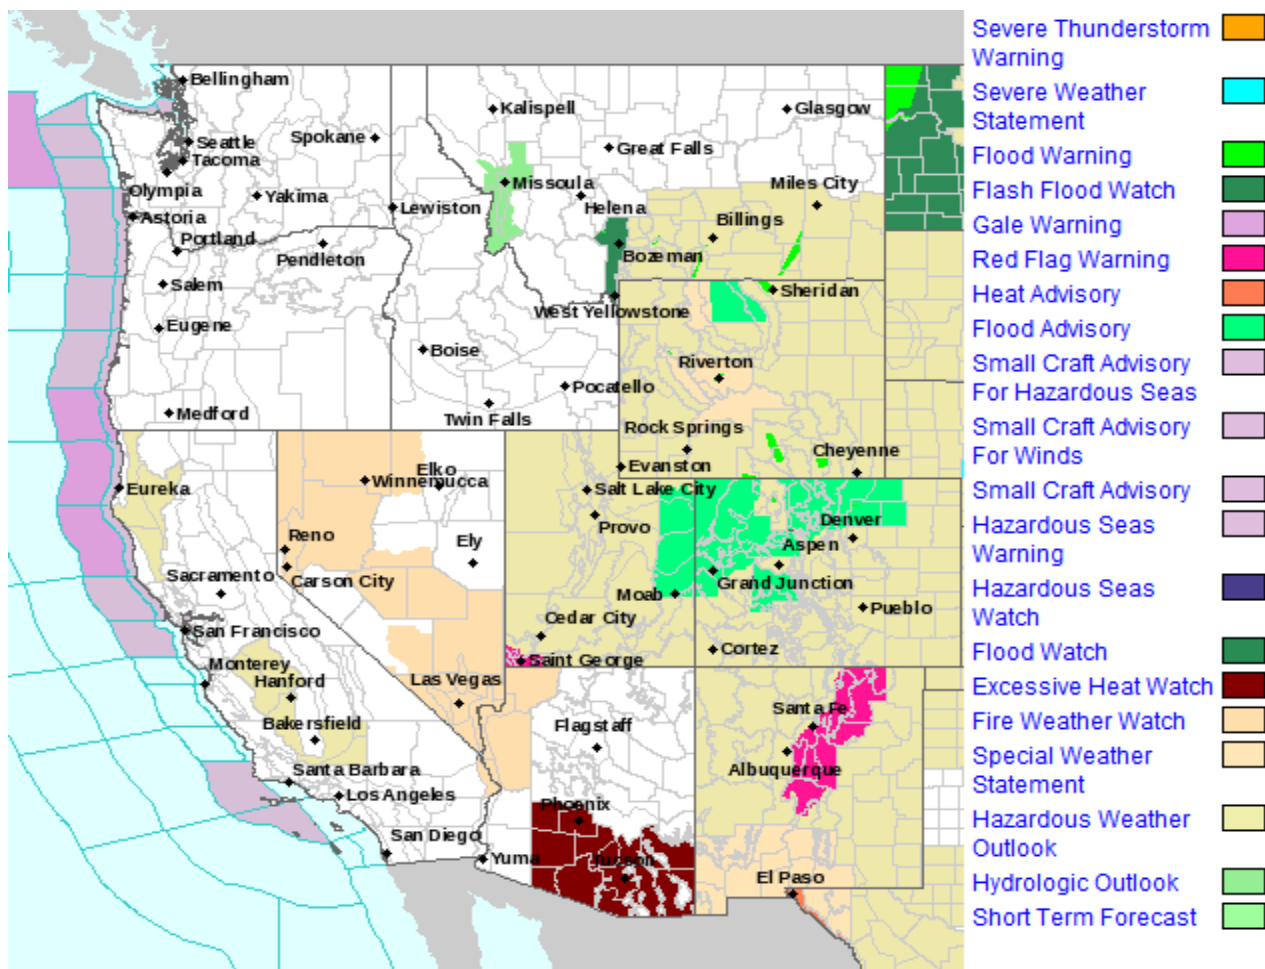 Bellingham
Kalispell
Glasgow
Seattle
Spokane
Tacoma
Great Falls
Olympia
Missoula
Miles City
Yakima
Lewiston
Helena
Astoria
Billings
Portland
Pendleton
Bozeman
Salem
Sheridan
West Yellowstone
Eugene
Boise
Riverton
Pocatello
Medford
Twin Falls
Rock Springs
Cheyenne
Elko
Evanston
Winnemucca
Eureka
Salt Lake City
Provo
Denver
Reno
Ely
Aspen
Sacramento
Carson City
Grand Junction
Moab
Pueblo
Cedar City
San Francisco
Cortez
Saint George
Monterey
Hanford
Las Vegas
Santa Fe
Bakersfield
Flagstaff
Albuquerque
Santa Barbara
Los Angeles
Phoenix
San Diego
Yuma
Tucson
El Paso
Severe Thunderstorm
Warning
Severe Weather
Statement
Flood Warning
Flash Flood Watch
Gale Warning
Red Flag Warning
Heat Advisory
Flood Advisory
Small Craft Advisory
For Hazardous Seas
Small Craft Advisory
For Winds
Small Craft Advisory
Hazardous Seas
Warning
Hazardous Seas
Watch
Flood Watch
Excessive Heat Watch
Fire Weather Watch
Special Weather
Statement
Hazardous Weather
Outlook
Hydrologic Outlook
Short Term Forecast